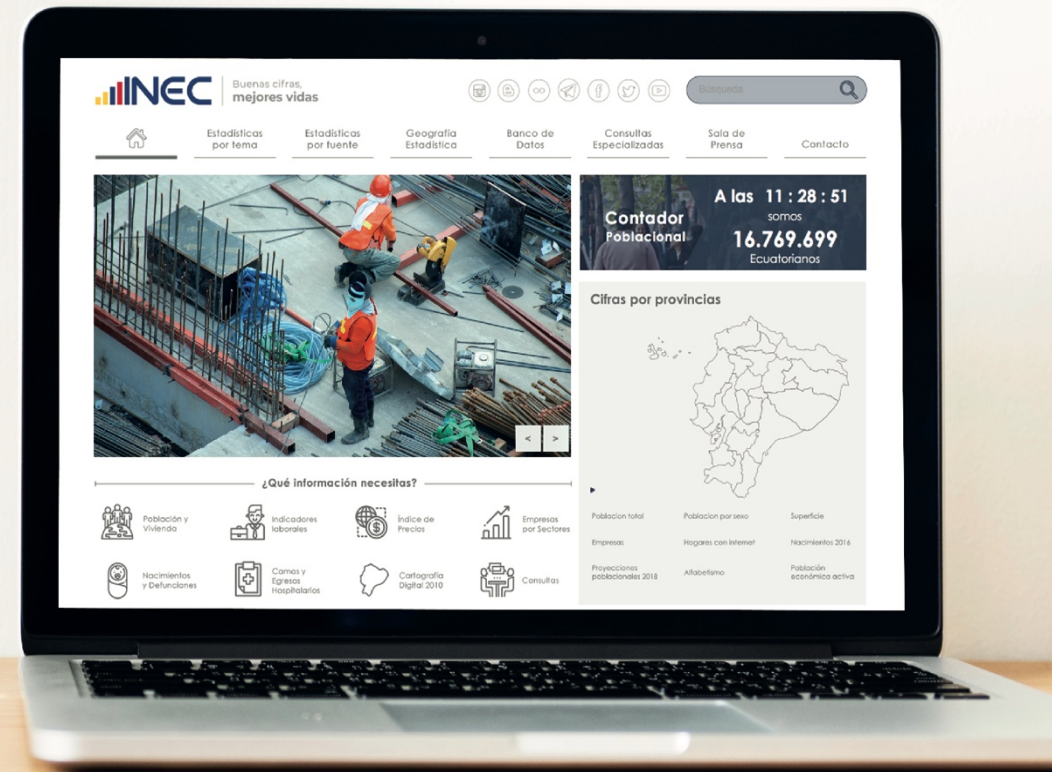 INEC
Buenas cifras,
mejores vidas
Búsqueda
Estadísticas
por tema
Estadísticas
por fuente
Geografía
Estadística
Banco de
Datos
Consultas
Especializadas
Sala de
Prensa
Contacto
Contador
Poblacional
A las 11 : 28 : 51
somos
16.769.699
Ecuatorianos
< >
Cifras por provincias
¿Qué información necesitas?
Población y
Vivienda
Indicadores
laborales
Índice de
Precios
Empresas
por Sectores
Nacimientos
y Defunciones
Camas y
Egresos
Hospitalarios
Cartografía
Digital 2010
Consultas
Poblacion total
Poblacion por sexo
Superficie
Empresas
Hogares con internet
Nacimientos 2016
Proyecciones
poblacionales 2018
Alfabetismo
Población
económica activa